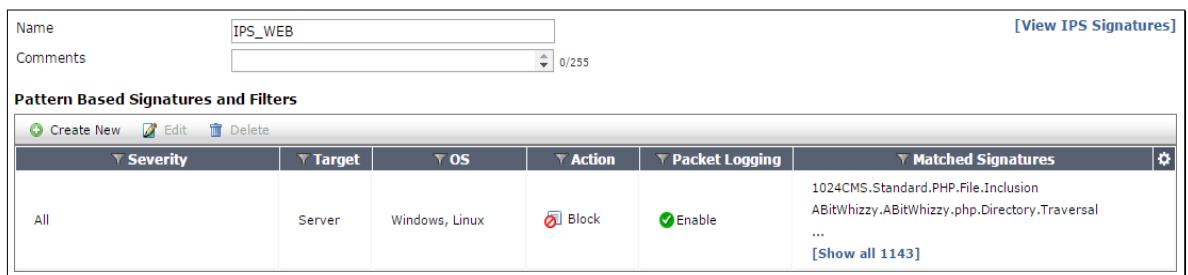 Name IPS_WEB [View IPS Signatures]
Comments 0/255
Pattern Based Signatures and Filters
Create New Edit Delete
Severity Target OS Action Packet Logging Matched Signatures
1024CMS.Standard.PHP.File.Inclusion
All Server Windows, Linux Block Enable ABitWhizzy.ABitWhizzy.php.Directory.Traversal
...
[Show all 1143]